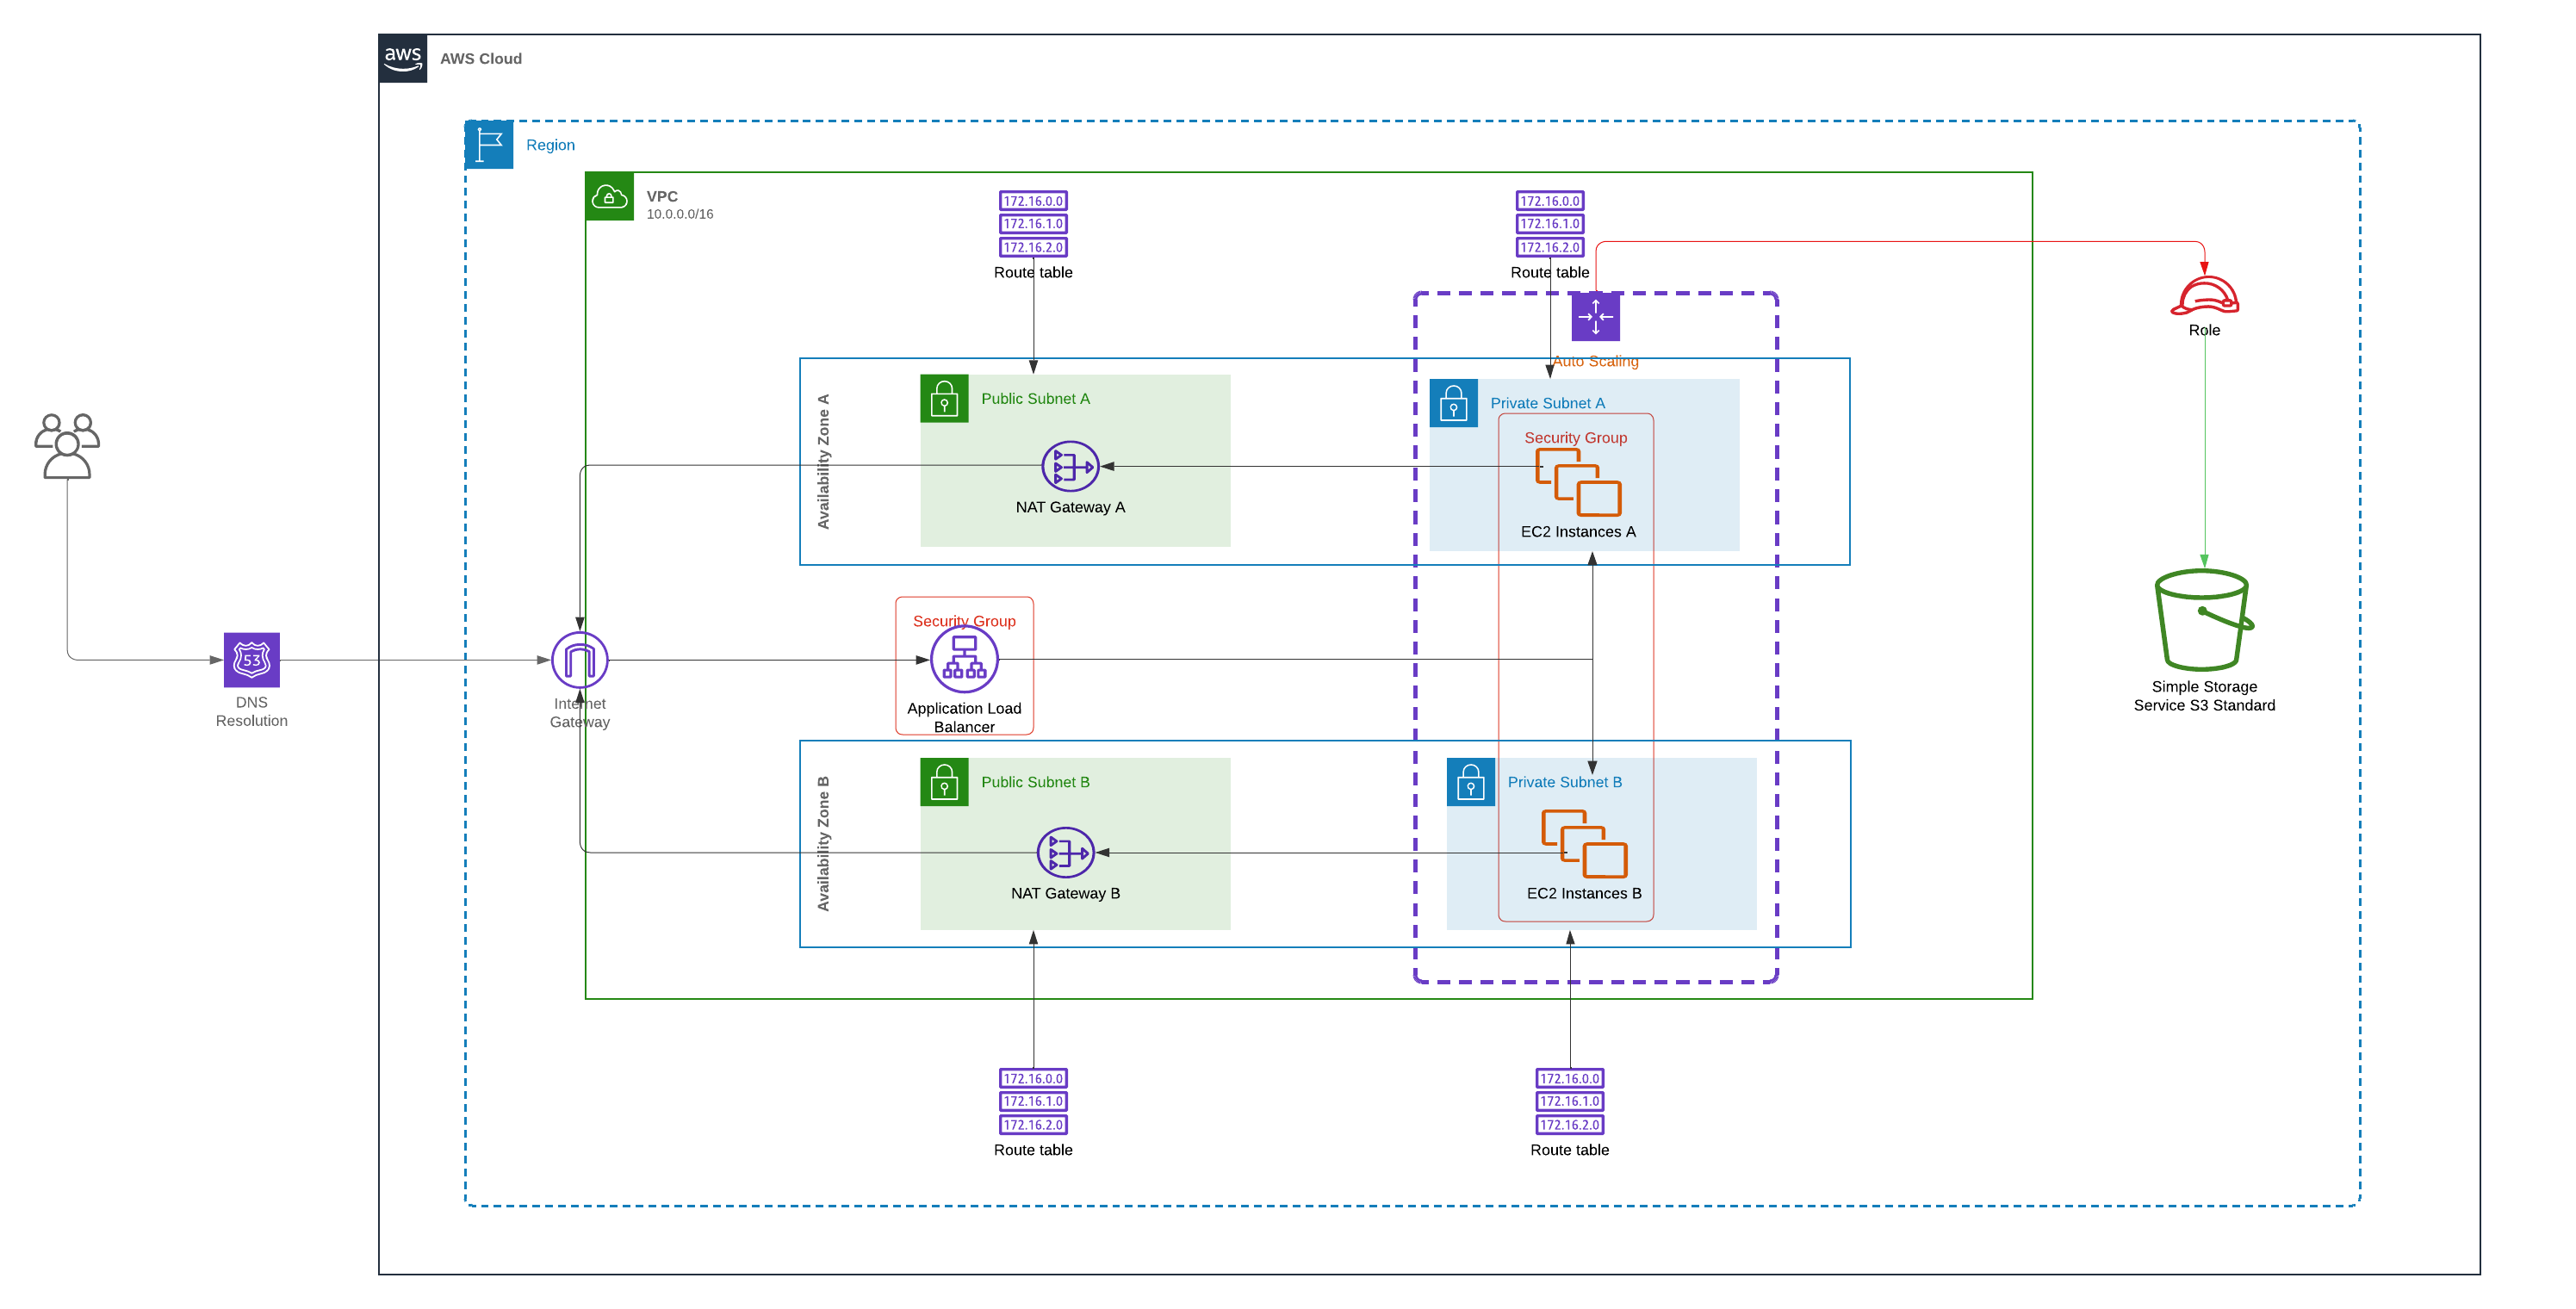 aws
AWS Cloud
Region
VPC
10.0.0.0/16
172.16.0.0
172.16.1.0
172.16.2.0
Route table
172.16.0.0
172.16.1.0
172.16.2.0
Route table
Role
Auto Scaling
Availability Zone A
Public Subnet A
NAT Gateway A
Private Subnet A
Security Group
EC2 Instances A
53
DNS
Resolution
Internet
Gateway
Security Group
Application Load
Balancer
Simple Storage
Service S3 Standard
Availability Zone B
Public Subnet B
NAT Gateway B
Private Subnet B
EC2 Instances B
172.16.0.0
172.16.1.0
172.16.2.0
Route table
172.16.0.0
172.16.1.0
172.16.2.0
Route table